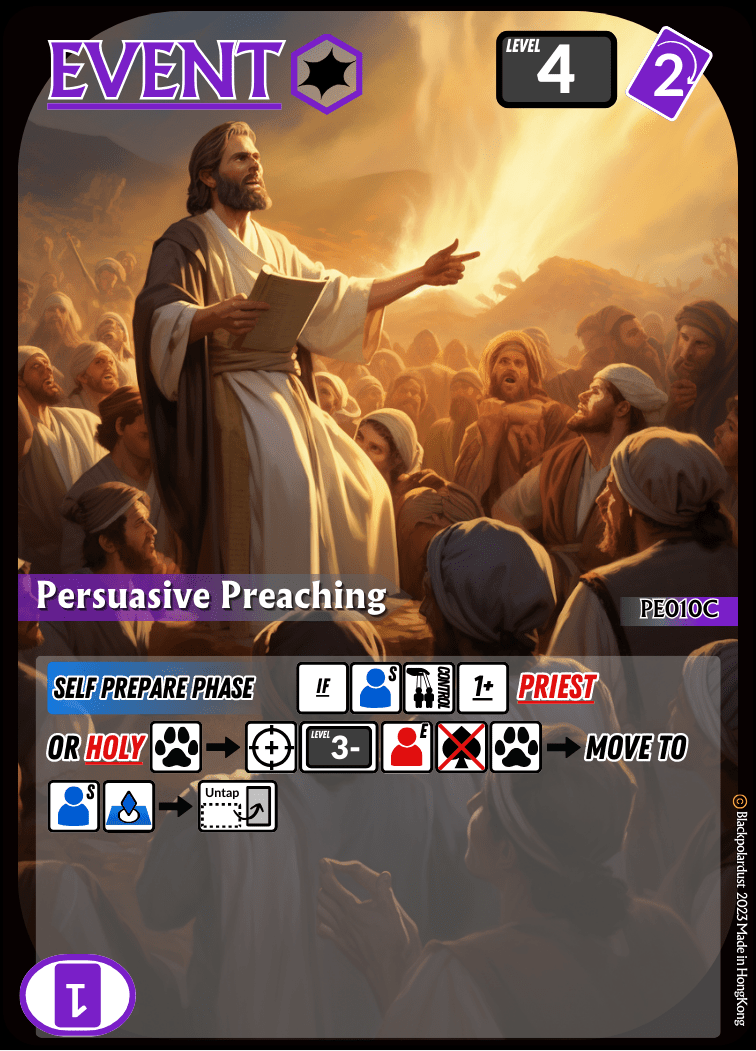 EVENT
LEVEL 4
2
Persuasive Preaching
PE010C
SELF PREPARE PHASE IF S CONTROL 1+ PRIEST
OR HOLY LEVEL 3- E MOVE TO
S Untap
1
© Blackpolardust 2023 Made in HongKong